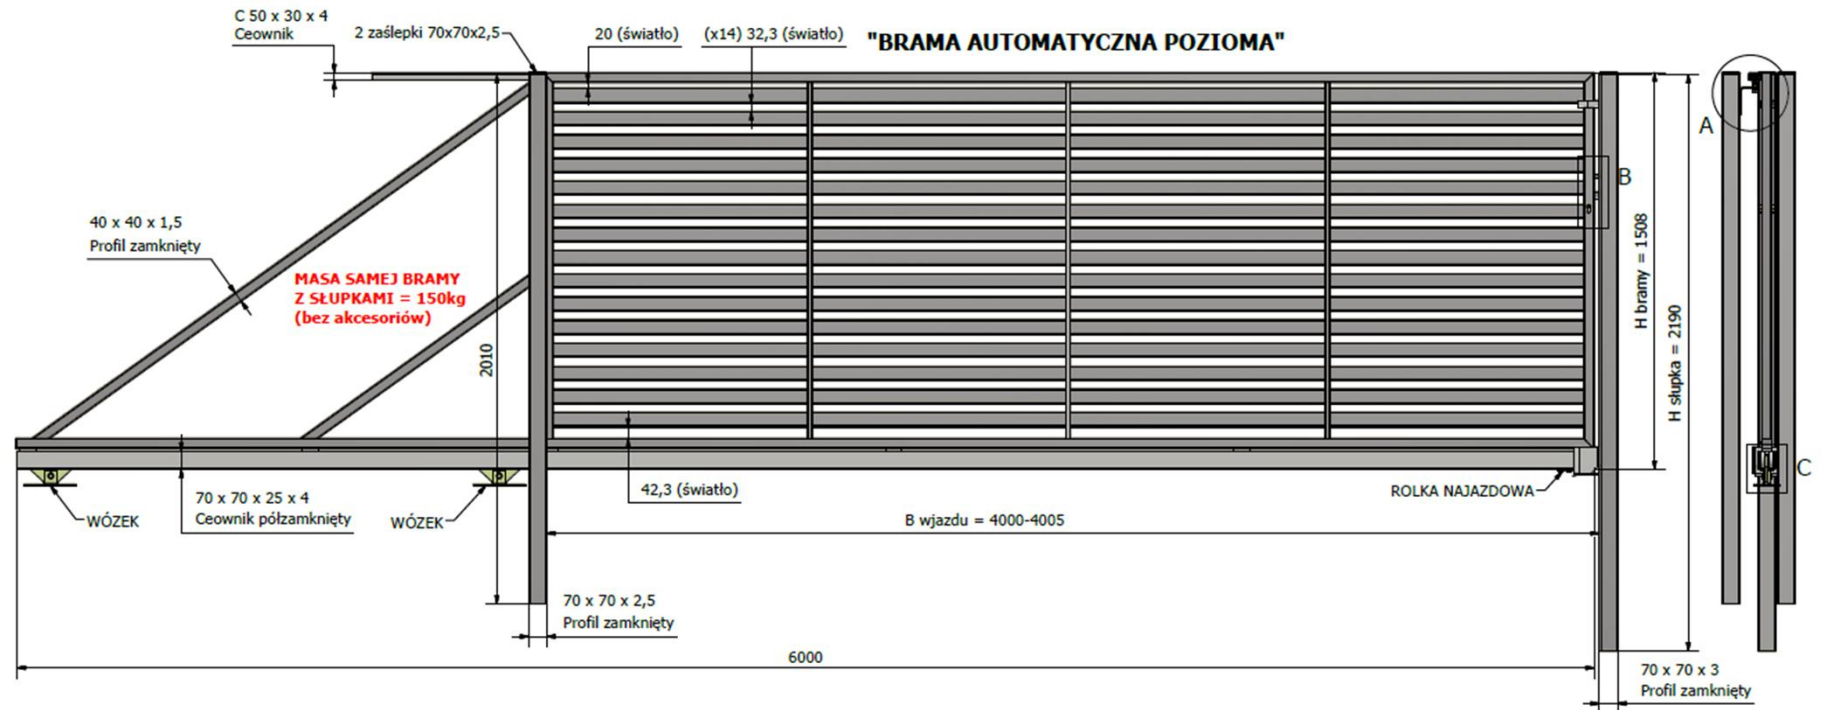 C 50 x 30 x 4
Ceownik
2 zaślepki 70x70x2,5
20 (światło)
(x14) 32,3 (światło)
"BRAMA AUTOMATYCZNA POZIOMA"
A
B
40 x 40 x 1,5
Profil zamknięty
MASA SAMEJ BRAMY
Z SŁUPKAMI = 150kg
(bez akcesoriów)
2010
H bramy = 1508
H słupka = 2190
C
42,3 (światło)
ROLKA NAJAZDOWA
70 x 70 x 25 x 4
Ceownik półzamknięty
WÓZEK
WÓZEK
B wjazdu = 4000-4005
70 x 70 x 2,5
Profil zamknięty
6000
70 x 70 x 3
Profil zamknięty